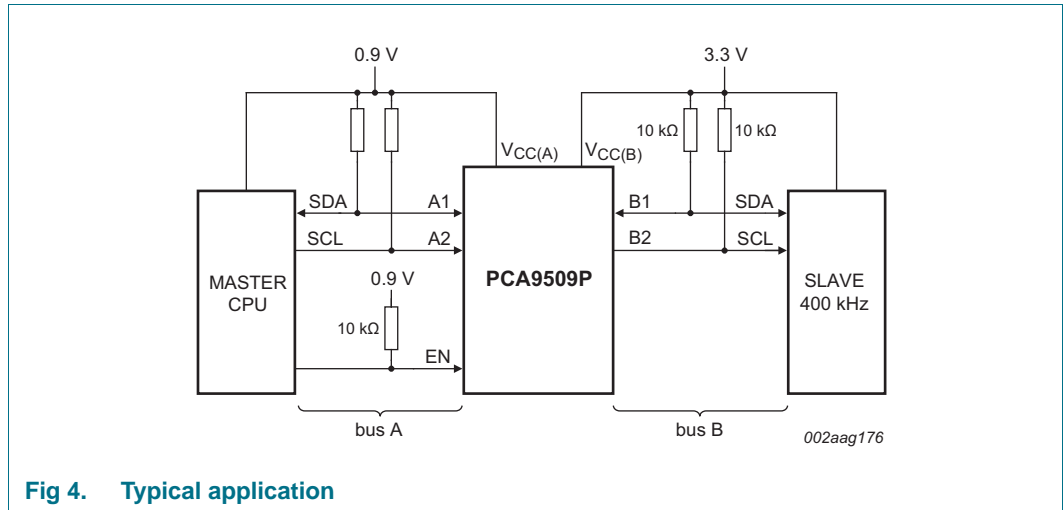 0.9 V
3.3 V
10 kΩ
10 kΩ
VCC(A)
VCC(B)
SDA
A1
B1
SDA
SCL
A2
B2
SCL
MASTER
CPU
0.9 V
PCA9509P
SLAVE
400 kHz
10 kΩ
EN
bus A
bus B
002aag176
Fig 4. Typical application